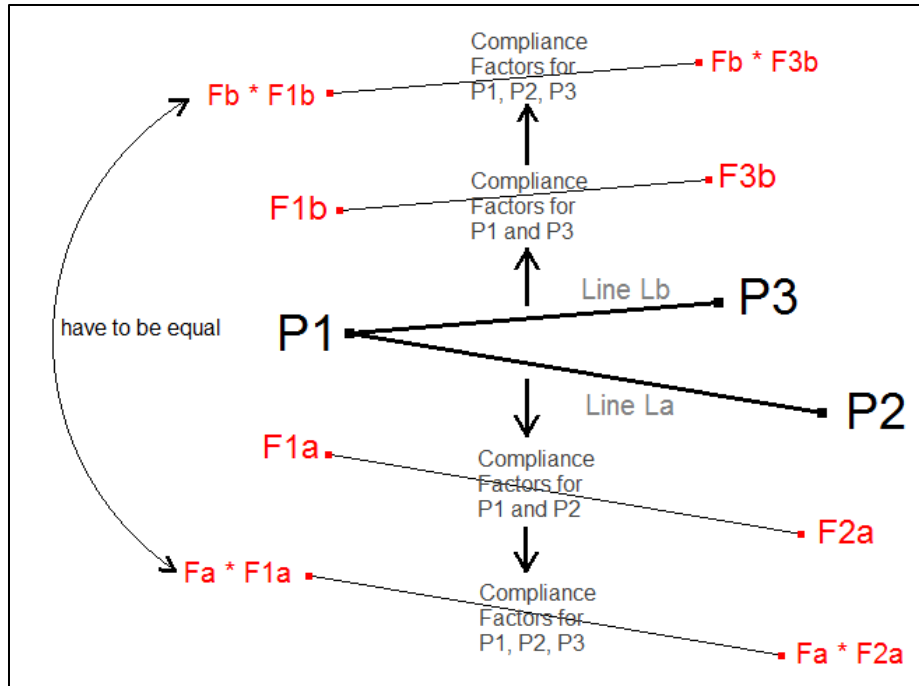 Compliance
Factors for
P1, P2, P3
Fb * F1b
Fb * F3b
Compliance
Factors for
P1 and P3
F1b
F3b
Line Lb
P3
have to be equal
P1
Line La
P2
F1a
Compliance
Factors for
P1 and P2
F2a
Fa * F1a
Compliance
Factors for
P1, P2, P3
Fa * F2a